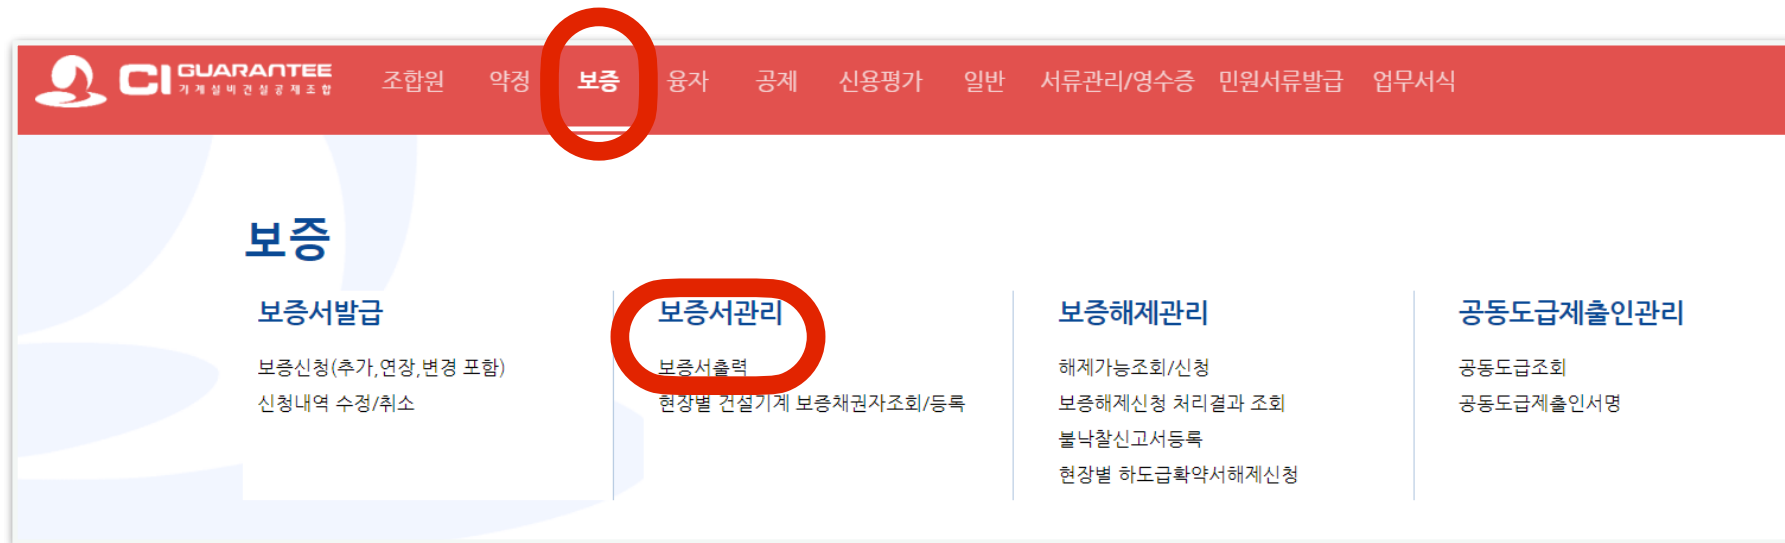 CI GUARANTEE
기계설비건설공제조합
조합원 약정 보증 융자 공제 신용평가 일반 서류관리/영수증 민원서류발급 업무서식
보증
보증서발급
보증신청(추가,연장,변경 포함)
신청내역 수정/취소
보증서관리
보증서출력
현장별 건설기계 보증채권자조회/등록
보증해제관리
해제가능조회/신청
보증해제신청 처리결과 조회
불낙찰신고서등록
현장별 하도급확약서해제신청
공동도급제출인관리
공동도급조회
공동도급제출인서명